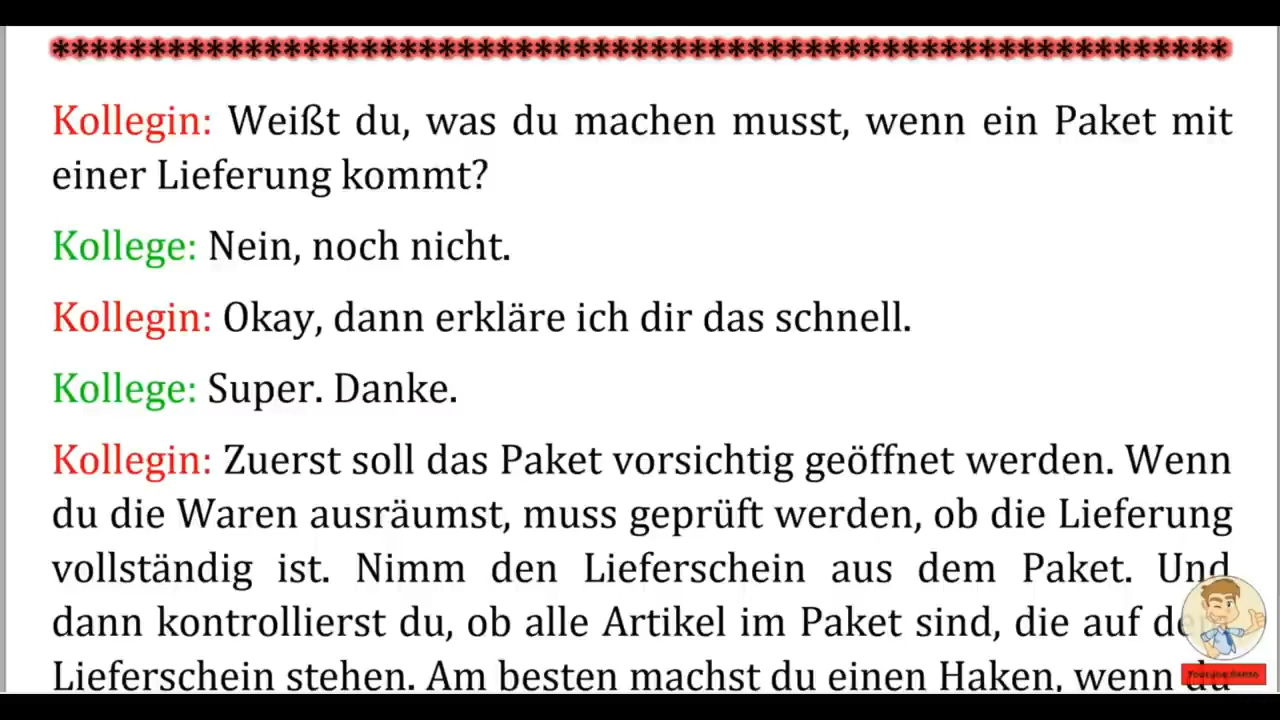 ************************************************************
Kollegin: Weißt du, was du machen musst, wenn ein Paket mit
einer Lieferung kommt?
Kollege: Nein, noch nicht.
Kollegin: Okay, dann erkläre ich dir das schnell.
Kollege: Super. Danke.
Kollegin: Zuerst soll das Paket vorsichtig geöffnet werden. Wenn
du die Waren ausräumst, muss geprüft werden, ob die Lieferung
vollständig ist. Nimm den Lieferschein aus dem Paket. Und
dann kontrollierst du, ob alle Artikel im Paket sind, die auf dem
Lieferschein stehen. Am besten machst du einen Haken, wenn du